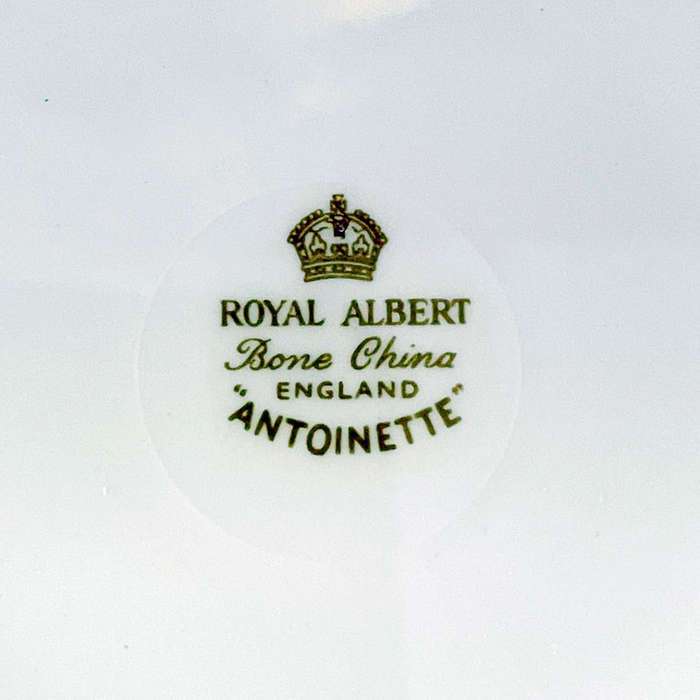 ROYAL ALBERT
Bone China
ENGLAND
"ANTOINETTE"